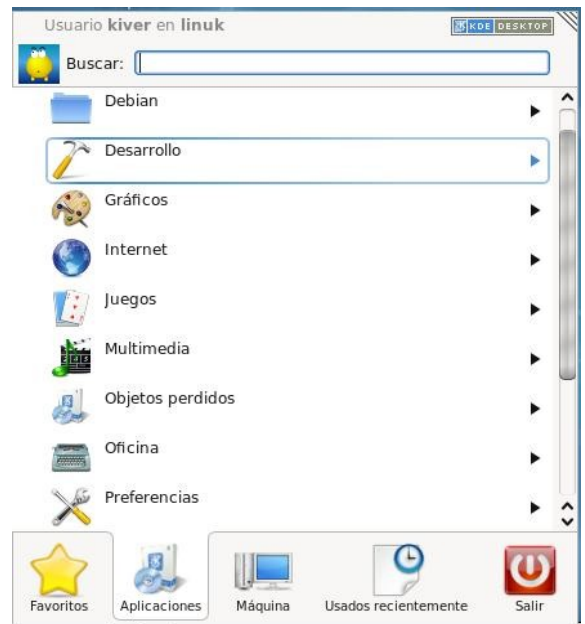 Usuario kiver en linuk KDE DESKTOP
Buscar:
Debian
Desarrollo
Gráficos
Internet
Juegos
Multimedia
Objetos perdidos
Oficina
Preferencias
Favoritos Aplicaciones Máquina Usados recientemente Salir